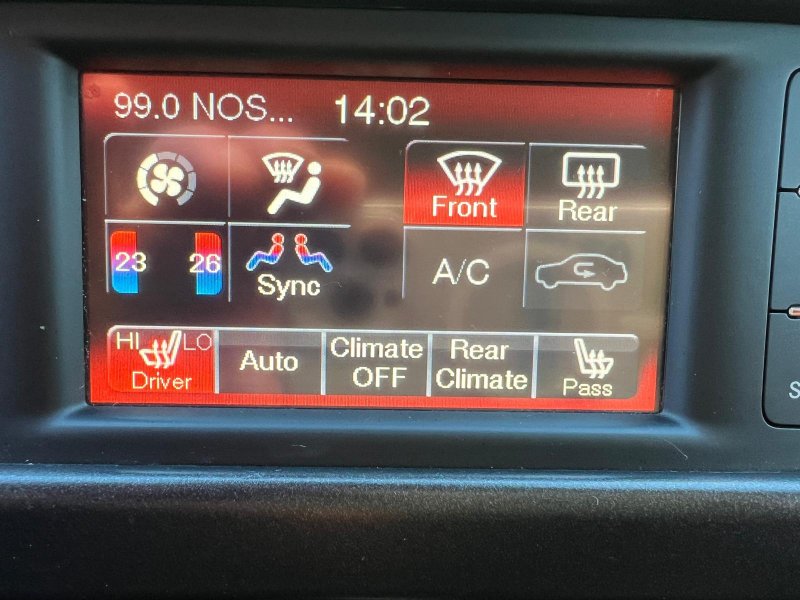 99.0 NOS... 14:02
Front
Rear
23 26
Sync
A/C
HI LO
Driver
Auto
Climate
OFF
Rear
Climate
Pass
S